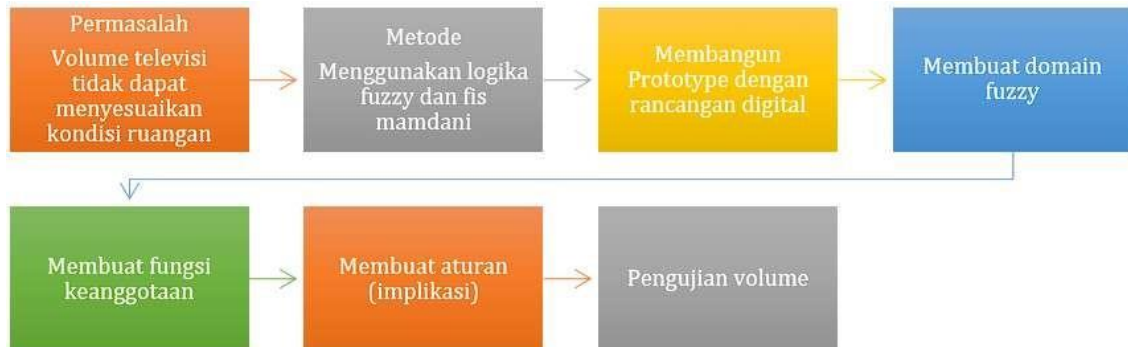 Permasalah
Volume televisi
tidak dapat
menyesuaikan
kondisi ruangan
Metode
Menggunakan logika
fuzzy dan fis
mamdani
Membangun
Prototype dengan
rancangan digital
Membuat domain
fuzzy
Membuat fungsi
keanggotaan
Membuat aturan
(implikasi)
Pengujian volume